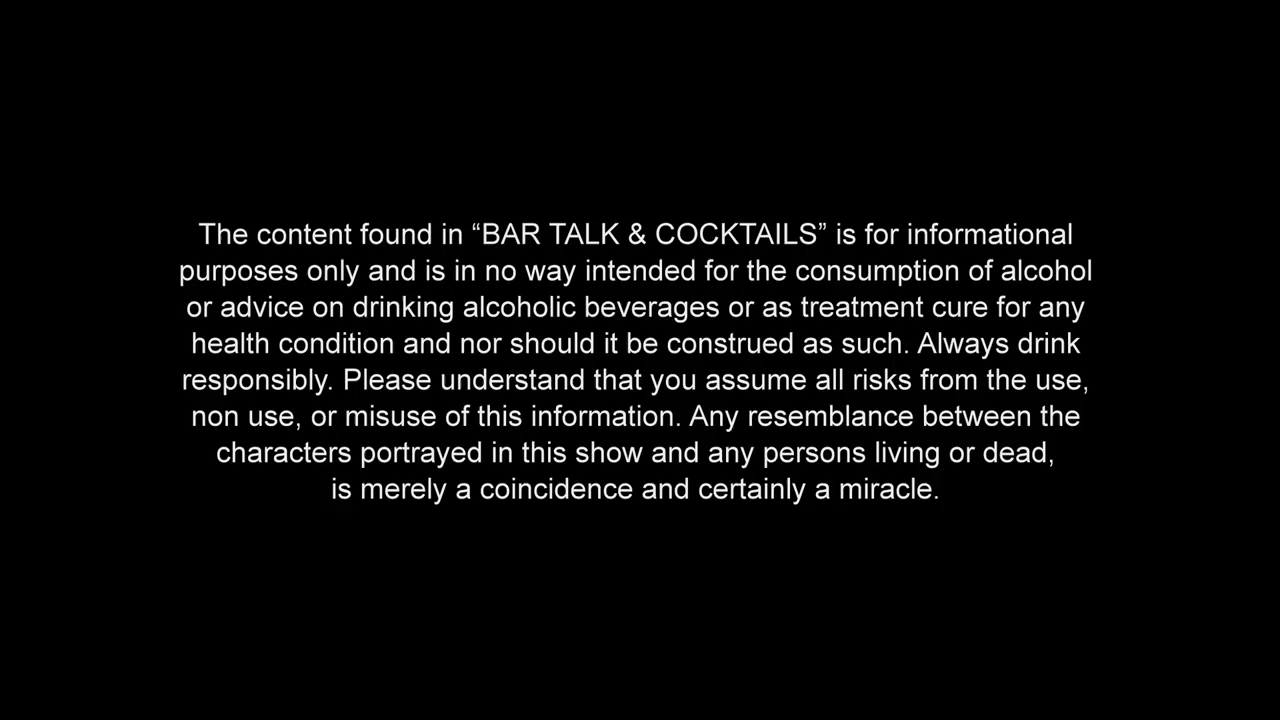 The content found in “BAR TALK & COCKTAILS” is for informational
purposes only and is in no way intended for the consumption of alcohol
or advice on drinking alcoholic beverages or as treatment cure for any
health condition and nor should it be construed as such. Always drink
responsibly. Please understand that you assume all risks from the use,
non use, or misuse of this information. Any resemblance between the
characters portrayed in this show and any persons living or dead,
is merely a coincidence and certainly a miracle.